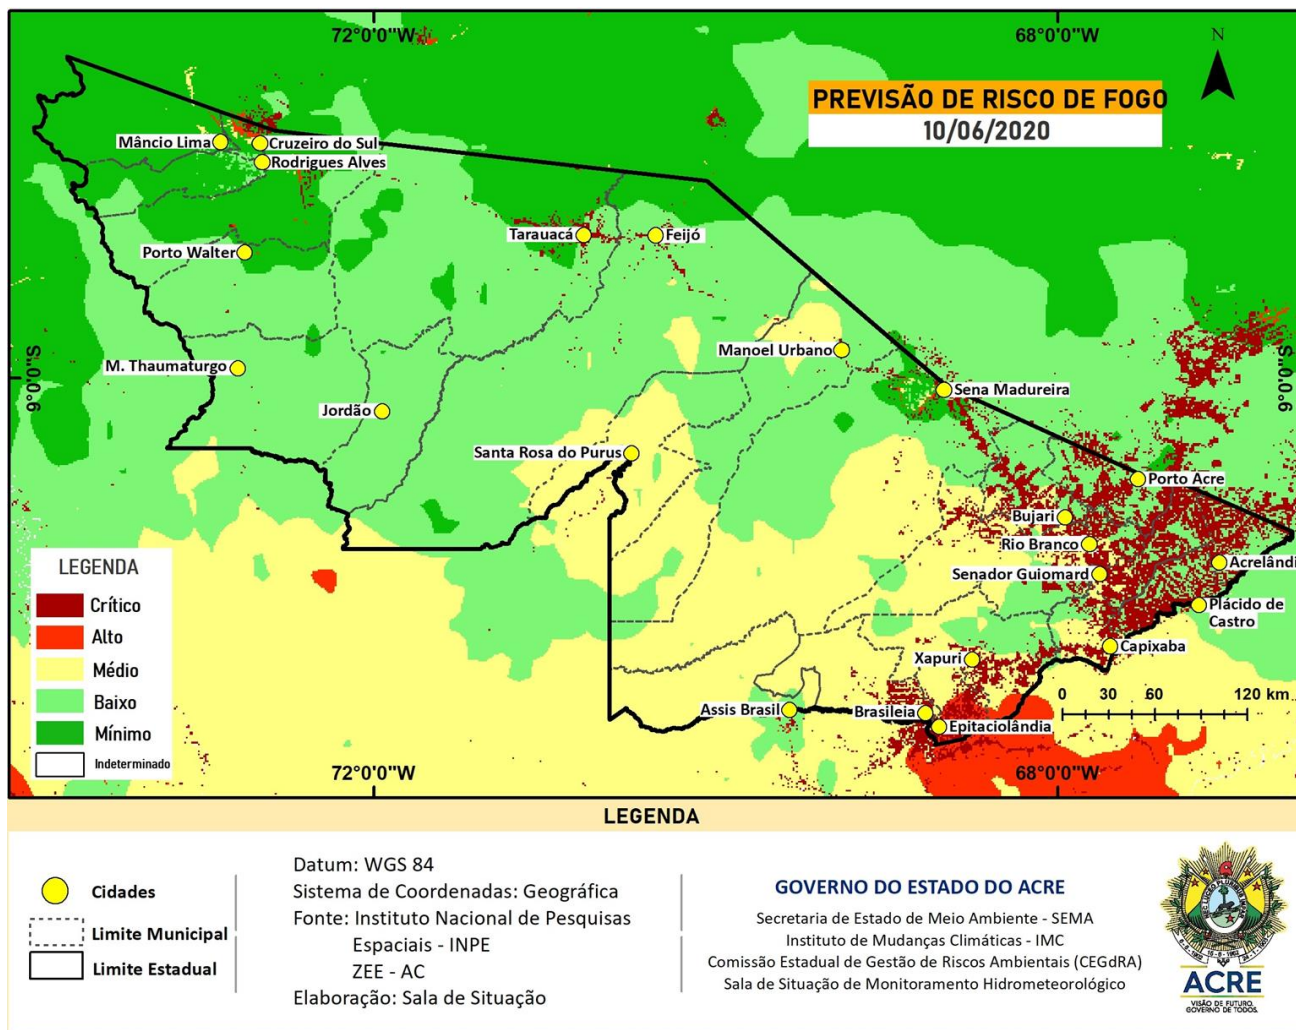 72°0'0"W
68°0'0"W
N
PREVISÃO DE RISCO DE FOGO
10/06/2020
Mâncio Lima
Cruzeiro do Sul
Rodrigues Alves
Tarauacá
Feijó
Porto Walter
Manoel Urbano
9°0'0"S
9°0'0"S
M. Thaumaturgo
Sena Madureira
Jordão
Santa Rosa do Purus
Porto Acre
Bujari
Rio Branco
Acrelândi
Senador Guiomard
Plácido de
Castro
Capixaba
Xapuri
Assis Brasil
Brasileia
Epitaciolândia
0 30 60 120 km
72°0'0"W
68°0'0"W
LEGENDA
Crítico
Alto
Médio
Baixo
Mínimo
Indeterminado
LEGENDA
Cidades
Limite Municipal
Limite Estadual
Datum: WGS 84
Sistema de Coordenadas: Geográfica
Fonte: Instituto Nacional de Pesquisas
Espaciais - INPE
ZEE - AC
Elaboração: Sala de Situação
GOVERNO DO ESTADO DO ACRE
Secretaria de Estado de Meio Ambiente - SEMA
Instituto de Mudanças Climáticas - IMC
Comissão Estadual de Gestão de Riscos Ambientais (CEGdRA)
Sala de Situação de Monitoramento Hidrometeorológico
ACRE
VISÃO DE FUTURO.
GOVERNO DE TODOS.